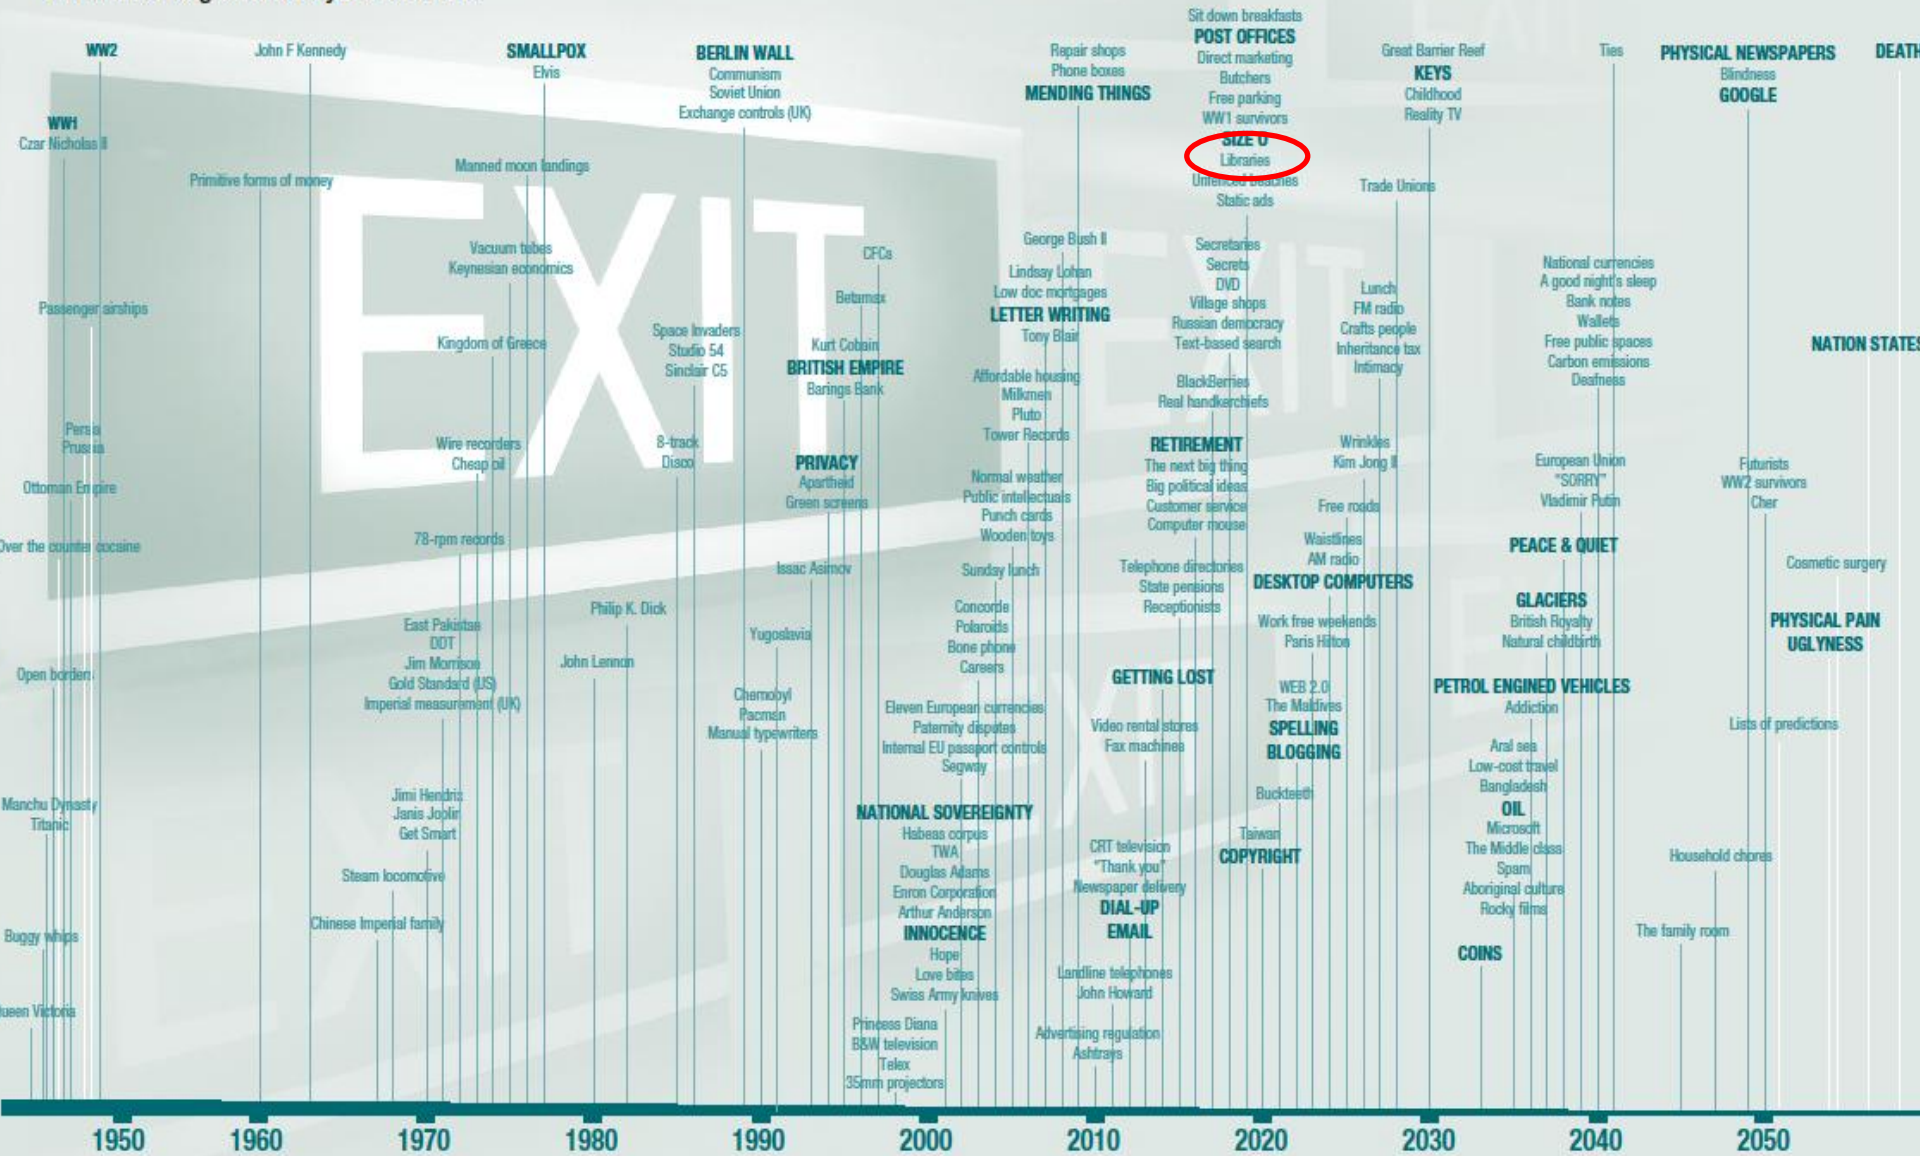 WW2
WW1
Czar Nicholas II
Passenger airships
Persia
Prussia
Ottoman Empire
Over the counter cocaine
Open borders
Manchu Dynasty
Titanic
Buggy whips
Queen Victoria
John F Kennedy
Primitive forms of money
SMALLPOX
Elvis
Manned moon landings
Vacuum tubes
Keynesian economics
Kingdom of Greece
Wire recorders
Cheap oil
78-rpm records
East Pakistan
DDT
Jim Morrison
Gold Standard (US)
Imperial measurement (UK)
Jimi Hendrix
Janis Joplin
Get Smart
Steam locomotive
Chinese Imperial family
BERLIN WALL
Communism
Soviet Union
Exchange controls (UK)
Space Invaders
Studio 54
Sinclair C5
8-track
Disco
Philip K. Dick
John Lennon
CFCs
Betamax
Kurt Cobain
BRITISH EMPIRE
Barings Bank
PRIVACY
Apartheid
Green screens
Issac Asimov
Yugoslavia
Chernobyl
Pacman
Manual typewriters
Repair shops
Phone boxes
MENDING THINGS
George Bush II
Lindsay Lohan
Low doc mortgages
LETTER WRITING
Tony Blair
Affordable housing
Milkmen
Pluto
Tower Records
Normal weather
Public intellectuals
Punch cards
Wooden toys
Sunday lunch
Concorde
Polaroids
Bone phone
Careers
Eleven European currencies
Paternity disputes
Internal EU passport controls
Segway
NATIONAL SOVEREIGNTY
Habeas corpus
TWA
Douglas Adams
Enron Corporation
Arthur Anderson
INNOCENCE
Hope
Love bites
Swiss Army knives
Princess Diana
B&W television
Telex
35mm projectors
Sit down breakfasts
POST OFFICES
Direct marketing
Butchers
Free parking
WW1 survivors
SIZE 0
Libraries
Unfenced beaches
Static ads
Secretaries
Secrets
DVD
Village shops
Russian democracy
Text-based search
BlackBerries
Real handkerchiefs
RETIREMENT
The next big thing
Big political ideas
Customer service
Computer mouse
Telephone directories
State pensions
Receptionists
GETTING LOST
Video rental stores
Fax machines
CRT television
"Thank you"
Newspaper delivery
DIAL-UP
EMAIL
Landline telephones
John Howard
Advertising regulation
Ashtrays
Great Barrier Reef
KEYS
Childhood
Reality TV
Trade Unions
Lunch
FM radio
Crafts people
Inheritance tax
Intimacy
Wrinkles
Kim Jong Il
Free roads
Waistlines
AM radio
DESKTOP COMPUTERS
Work free weekends
Paris Hilton
WEB 2.0
The Maldives
SPELLING
BLOGGING
Buckteeth
Taiwan
COPYRIGHT
Ties
National currencies
A good night's sleep
Bank notes
Wallets
Free public spaces
Carbon emissions
Deafness
European Union
"SORRY"
Vladimir Putin
PEACE & QUIET
GLACIERS
British Royalty
Natural childbirth
PETROL ENGINED VEHICLES
Addiction
Aral sea
Low-cost travel
Bangladesh
OIL
Microsoft
The Middle class
Spam
Aboriginal culture
Rocky films
COINS
PHYSICAL NEWSPAPERS
Blindness
GOOGLE
DEATH
NATION STATES
Futurists
WW2 survivors
Cher
Cosmetic surgery
PHYSICAL PAIN
UGLYNESS
Lists of predictions
Household chores
The family room
EXIT
EXIT
EXIT
EXIT
1950 1960 1970 1980 1990 2000 2010 2020 2030 2040 2050